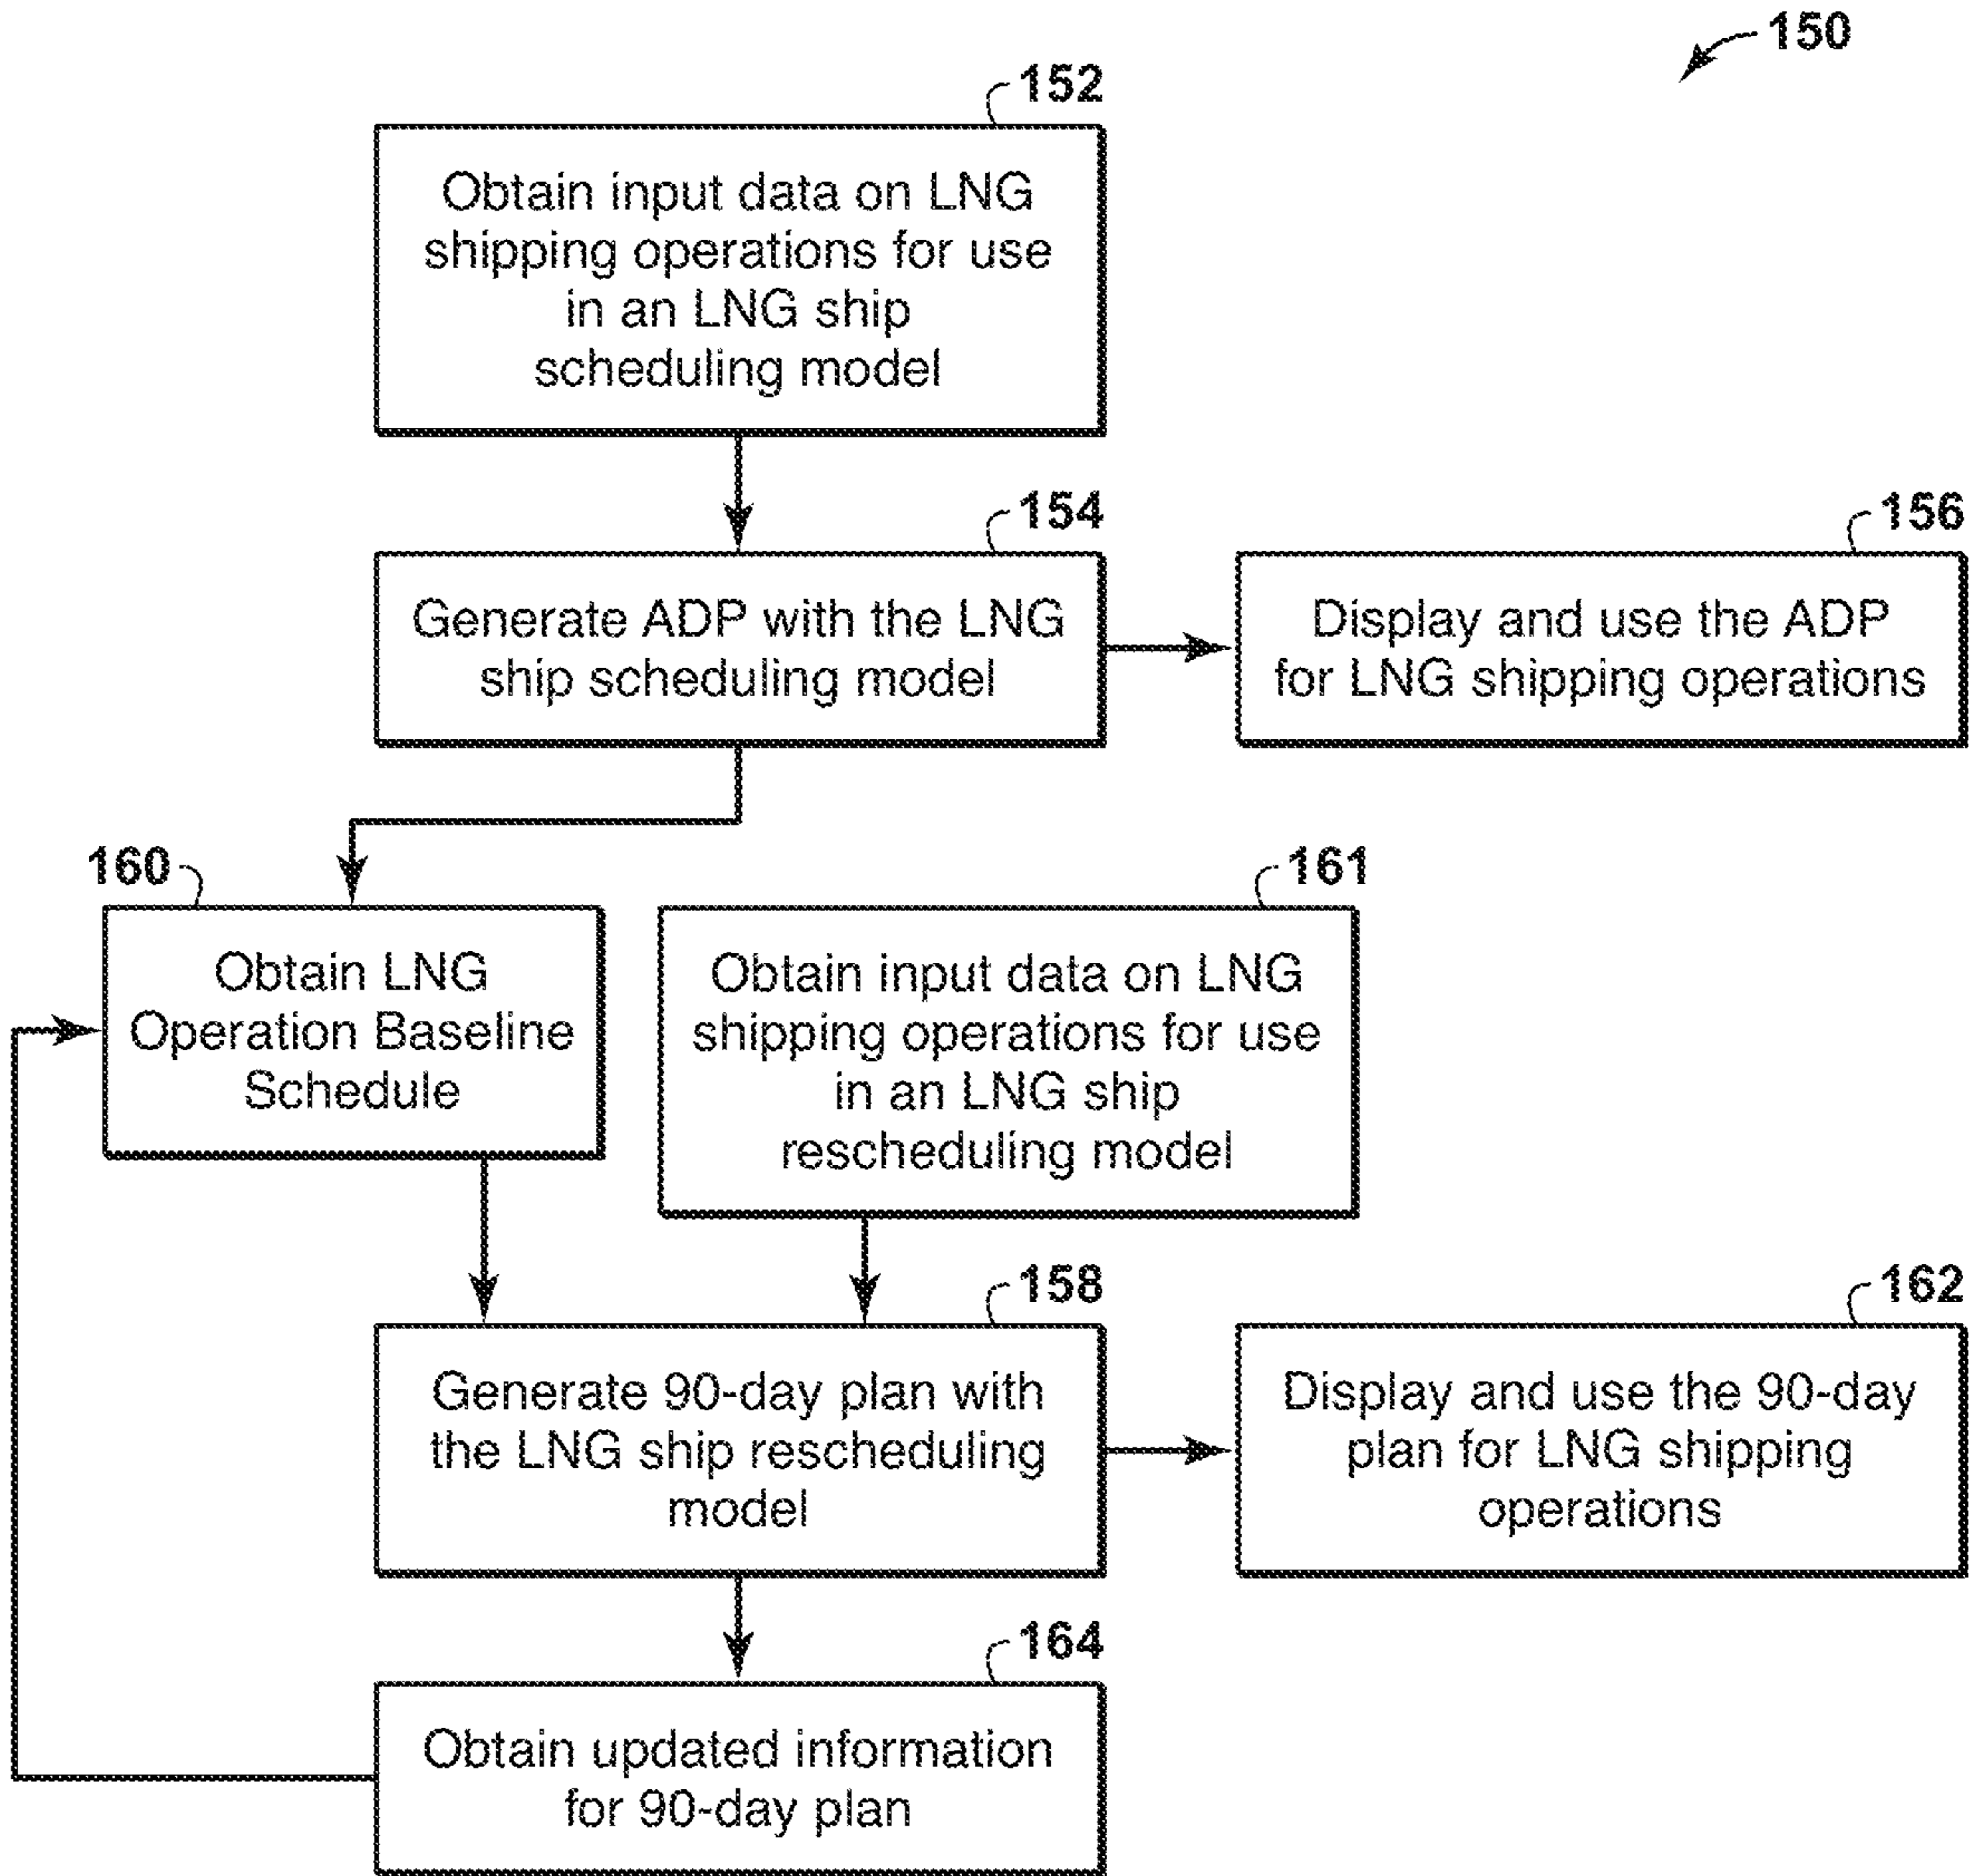 150
152
Obtain input data on LNG
shipping operations for use
in an LNG ship
scheduling model
154
Generate ADP with the LNG
ship scheduling model
156
Display and use the ADP
for LNG shipping operations
160
Obtain LNG
Operation Baseline
Schedule
161
Obtain input data on LNG
shipping operations for use
in an LNG ship
rescheduling model
158
Generate 90-day plan with
the LNG ship rescheduling
model
162
Display and use the 90-day
plan for LNG shipping
operations
164
Obtain updated information
for 90-day plan